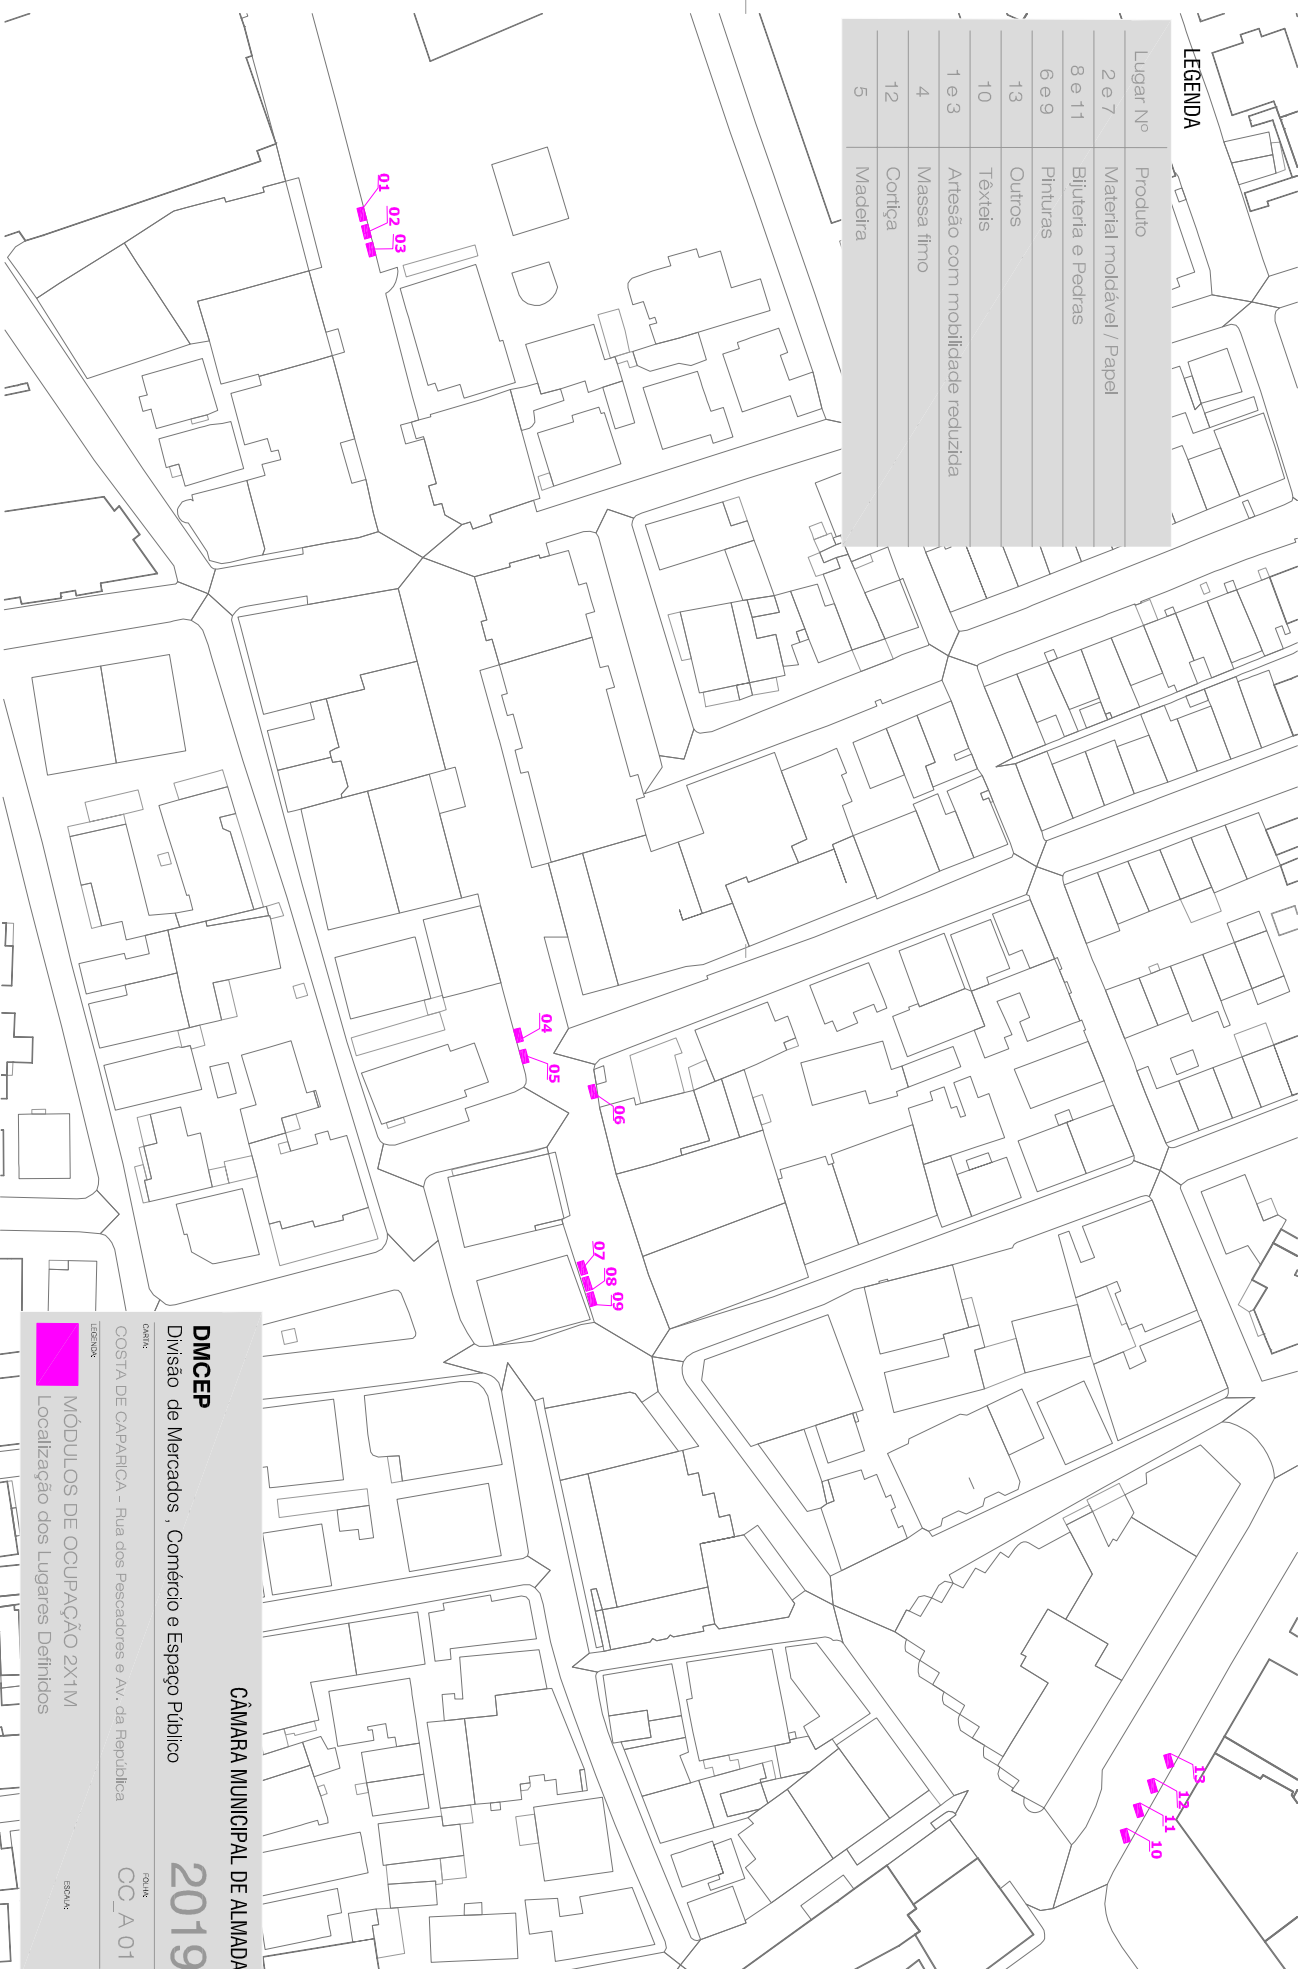 LEGENDA
Lugar Nº Produto
2 e 7 Material moldável / Papel
8 e 11 Bijuteria e Pedras
6 e 9 Pinturas
13 Outros
10 Têxteis
1 e 3 Artesão com mobilidade reduzida
4 Massa fimo
12 Cortiça
5 Madeira
01
02
03
04
05
06
07
08
09
13
12
11
10
CÂMARA MUNICIPAL DE ALMADA
DMCEP
Divisão de Mercados , Comércio e Espaço Público
2019
CARTA:
COSTA DE CAPARICA - Rua dos Pescadores e Av. da República
FOLHA:
CC_A 01
LEGENDA:
MÓDULOS DE OCUPAÇÃO 2X1M
Localização dos Lugares Definidos
ESCALA: